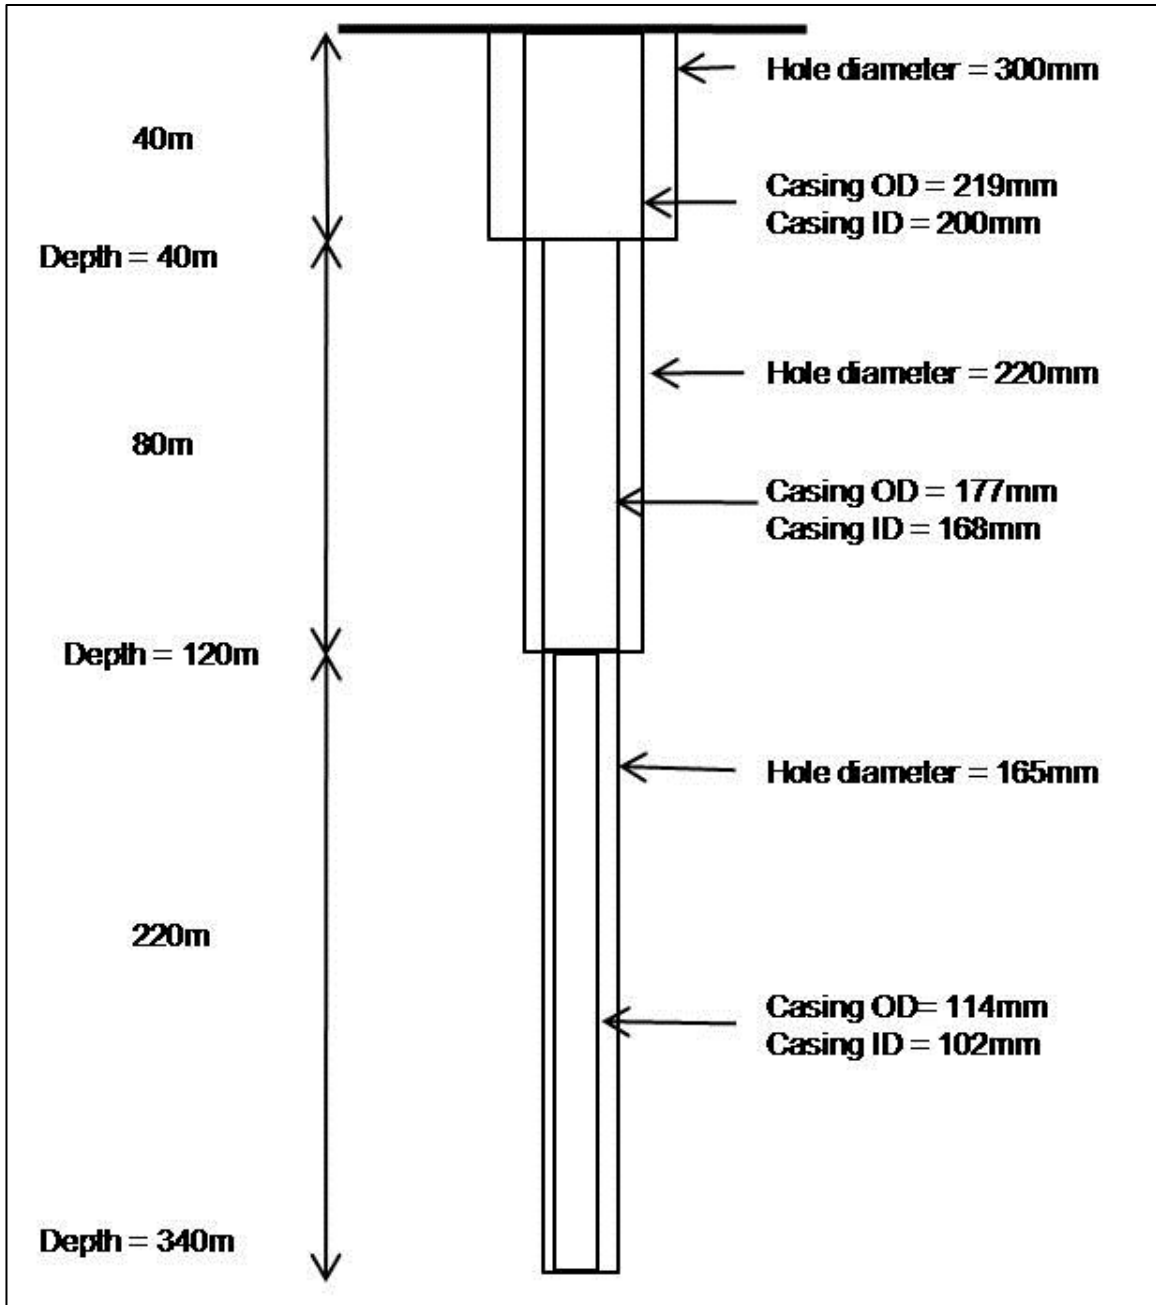 Hole diameter = 300mm
40m
Casing OD = 219mm
Casing ID = 200mm
Depth = 40m
Hole diameter = 220mm
80m
Casing OD = 177mm
Casing ID = 168mm
Depth = 120m
Hole diameter = 165mm
220m
Casing OD= 114mm
Casing ID = 102mm
Depth = 340m